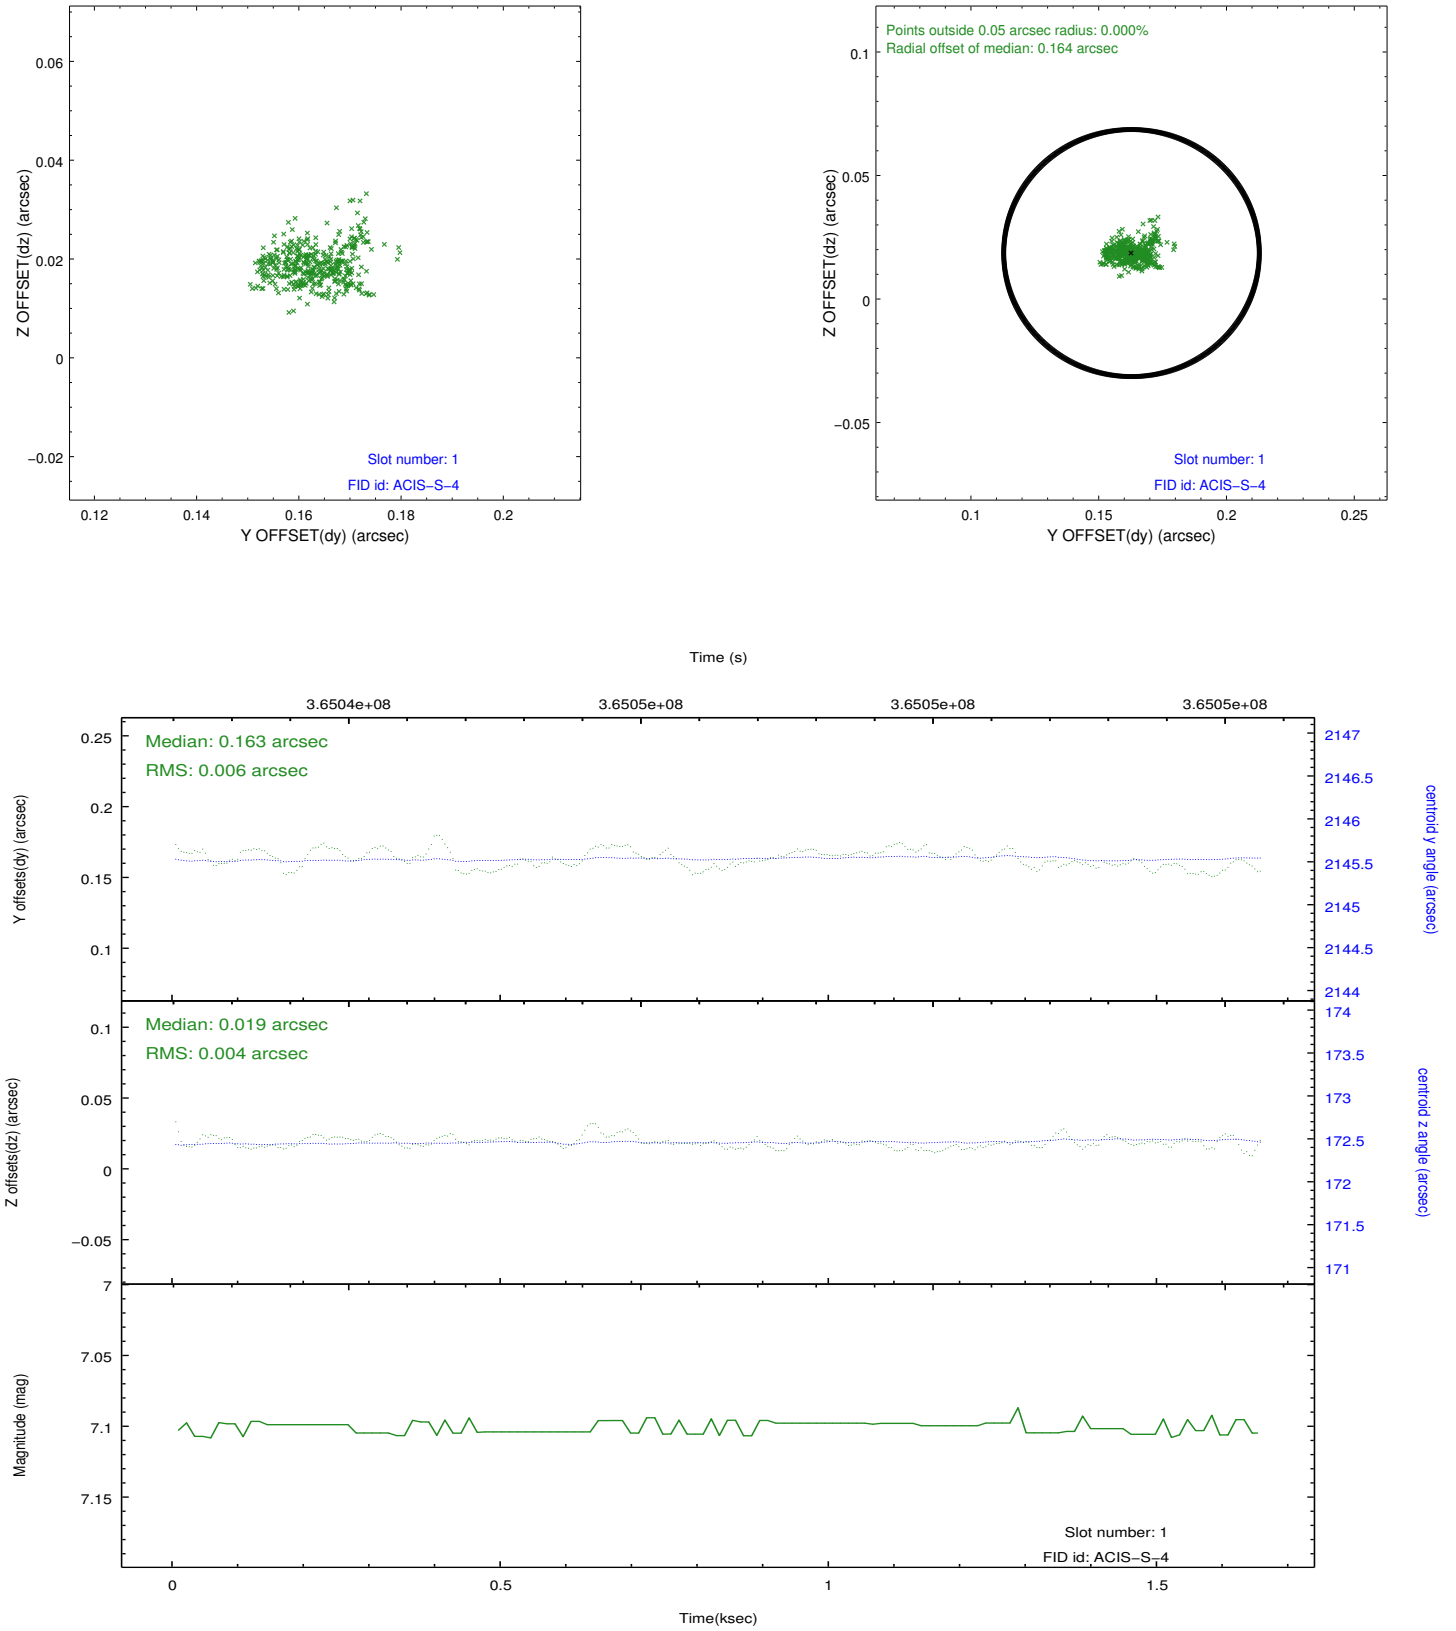 0.06
0.04
0.02
0
−0.02
Z OFFSET(dz) (arcsec)
Slot number: 1
FID id: ACIS−S−4
0.12 0.14 0.16 0.18 0.2
Y OFFSET(dy) (arcsec)
Points outside 0.05 arcsec radius: 0.000%
Radial offset of median: 0.164 arcsec
0.1
0.05
0
−0.05
Z OFFSET(dz) (arcsec)
Slot number: 1
FID id: ACIS−S−4
0.1 0.15 0.2 0.25
Y OFFSET(dy) (arcsec)
Time (s)
3.6504e+08 3.6505e+08 3.6505e+08 3.6505e+08
Median: 0.163 arcsec
RMS: 0.006 arcsec
0.25
0.2
0.15
0.1
Y offsets(dy) (arcsec)
2147
2146.5
2146
2145.5
2145
2144.5
2144
centroid y angle (arcsec)
Median: 0.019 arcsec
RMS: 0.004 arcsec
0.1
0.05
0
−0.05
Z offsets(dz) (arcsec)
174
173.5
173
172.5
172
171.5
171
centroid z angle (arcsec)
7
7.05
7.1
7.15
Magnitude (mag)
Slot number: 1
FID id: ACIS−S−4
0 0.5 1 1.5
Time(ksec)